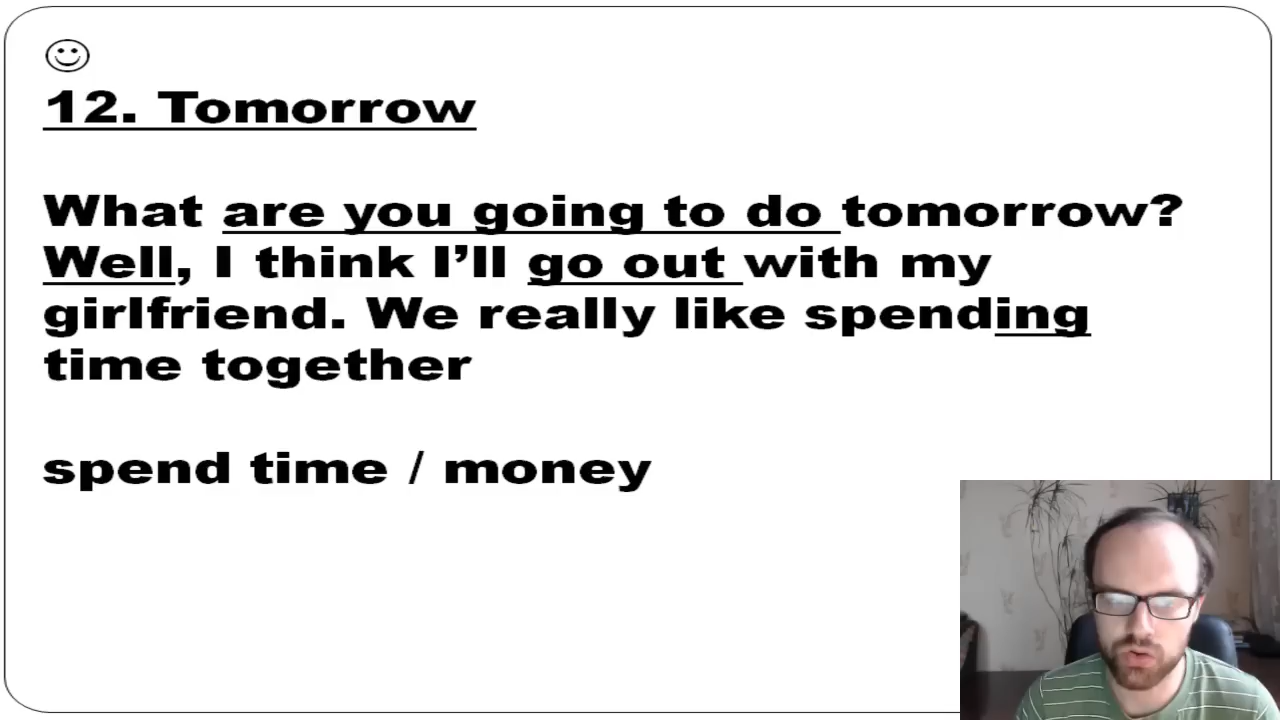 12. Tomorrow
What are you going to do tomorrow?
Well, I think I’ll go out with my
girlfriend. We really like spending
time together
spend time / money